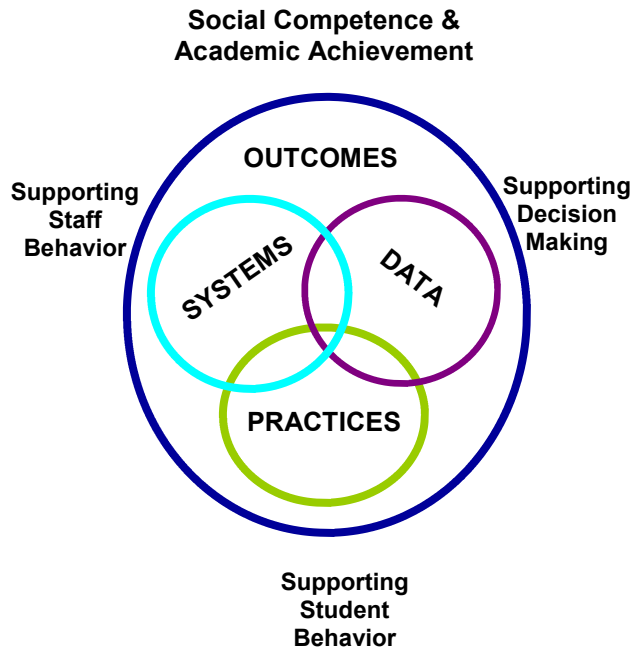 Social Competence &
Academic Achievement
OUTCOMES
Supporting
Staff
Behavior
Supporting
Decision
Making
SYSTEMS
DATA
PRACTICES
Supporting
Student
Behavior